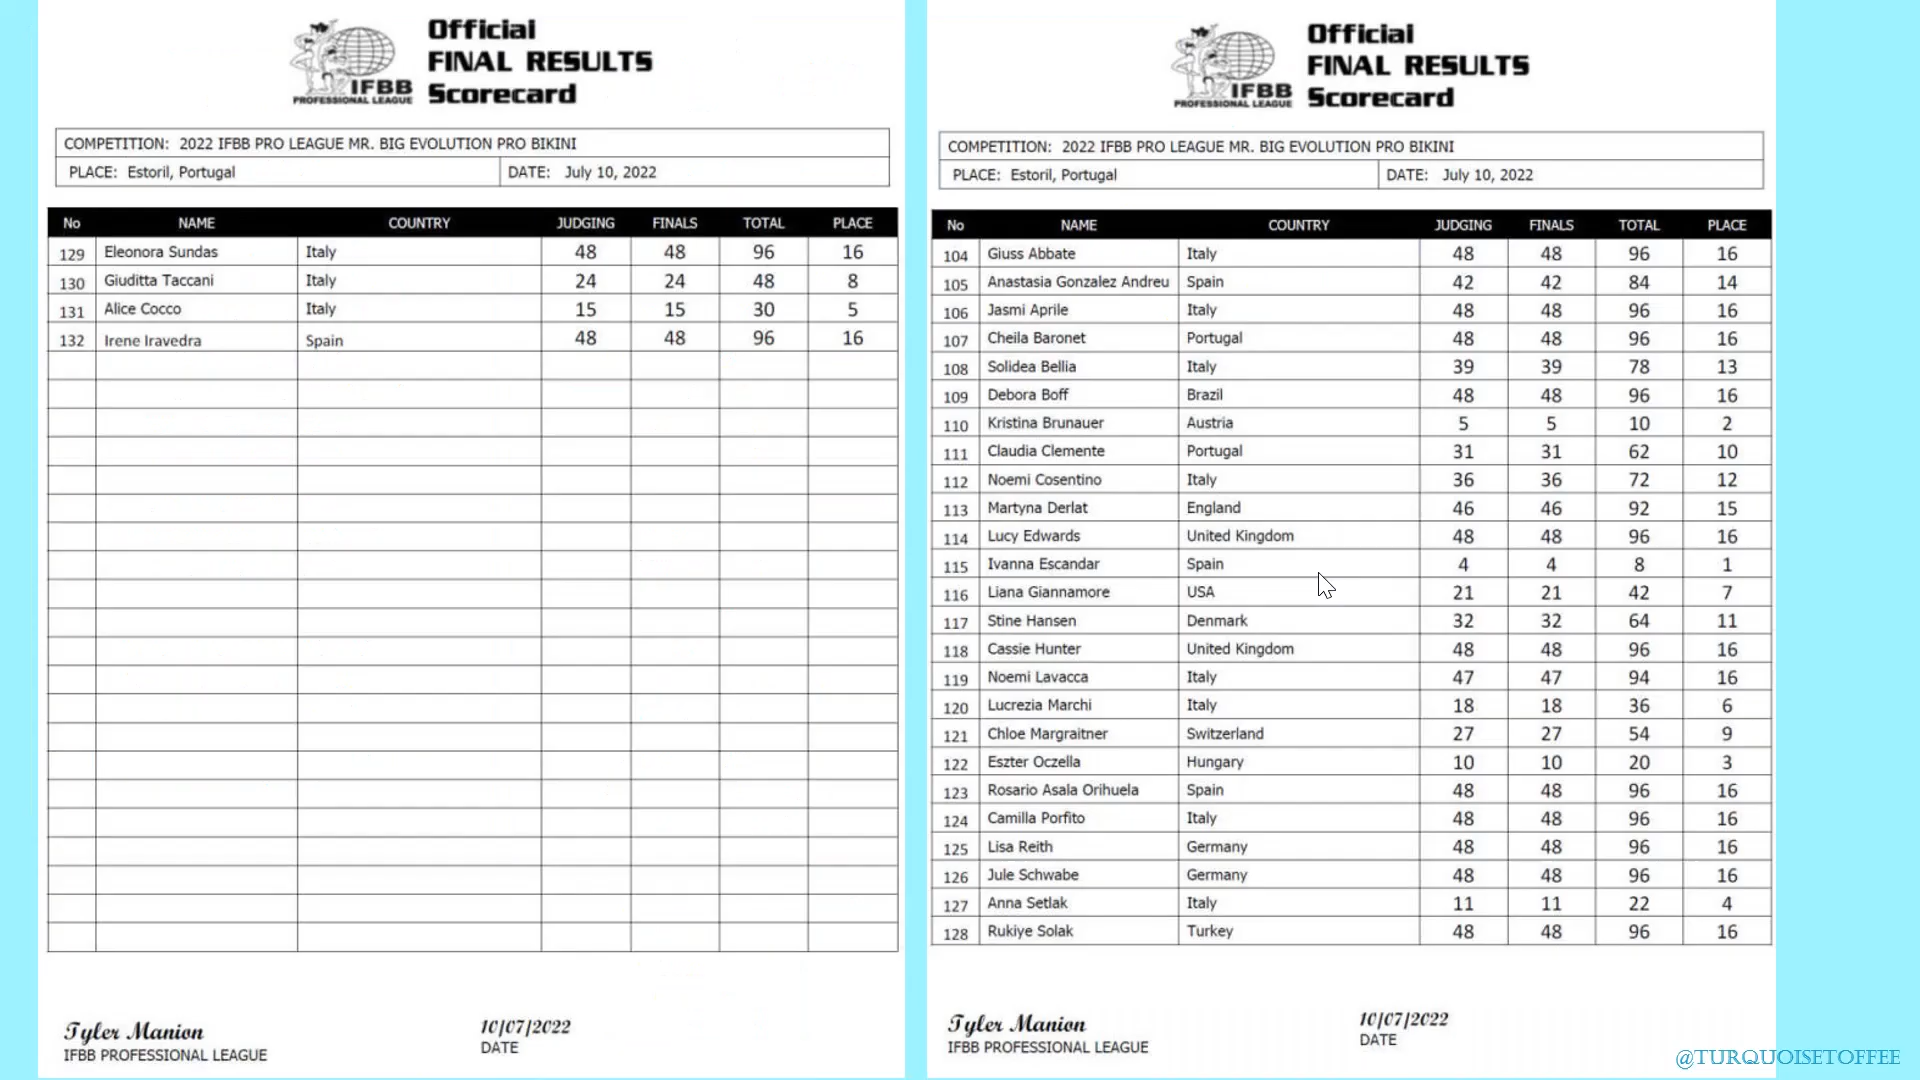 IFBB
PROFESSIONAL LEAGUE
Official
FINAL RESULTS
Scorecard
COMPETITION: 2022 IFBB PRO LEAGUE MR. BIG EVOLUTION PRO BIKINI
PLACE: Estoril, Portugal DATE: July 10, 2022
No NAME COUNTRY JUDGING FINALS TOTAL PLACE
129 Eleonora Sundas Italy 48 48 96 16
130 Giuditta Taccani Italy 24 24 48 8
131 Alice Cocco Italy 15 15 30 5
132 Irene Iravedra Spain 48 48 96 16
Tyler Manion 10/07/2022
IFBB PROFESSIONAL LEAGUE DATE
IFBB
PROFESSIONAL LEAGUE
Official
FINAL RESULTS
Scorecard
COMPETITION: 2022 IFBB PRO LEAGUE MR. BIG EVOLUTION PRO BIKINI
PLACE: Estoril, Portugal DATE: July 10, 2022
No NAME COUNTRY JUDGING FINALS TOTAL PLACE
104 Giuss Abbate Italy 48 48 96 16
105 Anastasia Gonzalez Andreu Spain 42 42 84 14
106 Jasmi Aprile Italy 48 48 96 16
107 Cheila Baronet Portugal 48 48 96 16
108 Solidea Bellia Italy 39 39 78 13
109 Debora Boff Brazil 48 48 96 16
110 Kristina Brunauer Austria 5 5 10 2
111 Claudia Clemente Portugal 31 31 62 10
112 Noemi Cosentino Italy 36 36 72 12
113 Martyna Derlat England 46 46 92 15
114 Lucy Edwards United Kingdom 48 48 96 16
115 Ivanna Escandar Spain 4 4 8 1
116 Liana Giannamore USA 21 21 42 7
117 Stine Hansen Denmark 32 32 64 11
118 Cassie Hunter United Kingdom 48 48 96 16
119 Noemi Lavacca Italy 47 47 94 16
120 Lucrezia Marchi Italy 18 18 36 6
121 Chloe Margraitner Switzerland 27 27 54 9
122 Eszter Oczella Hungary 10 10 20 3
123 Rosario Asala Orihuela Spain 48 48 96 16
124 Camilla Porfito Italy 48 48 96 16
125 Lisa Reith Germany 48 48 96 16
126 Jule Schwabe Germany 48 48 96 16
127 Anna Setlak Italy 11 11 22 4
128 Rukiye Solak Turkey 48 48 96 16
Tyler Manion 10/07/2022
IFBB PROFESSIONAL LEAGUE DATE
@TURQUOISETOFFEE